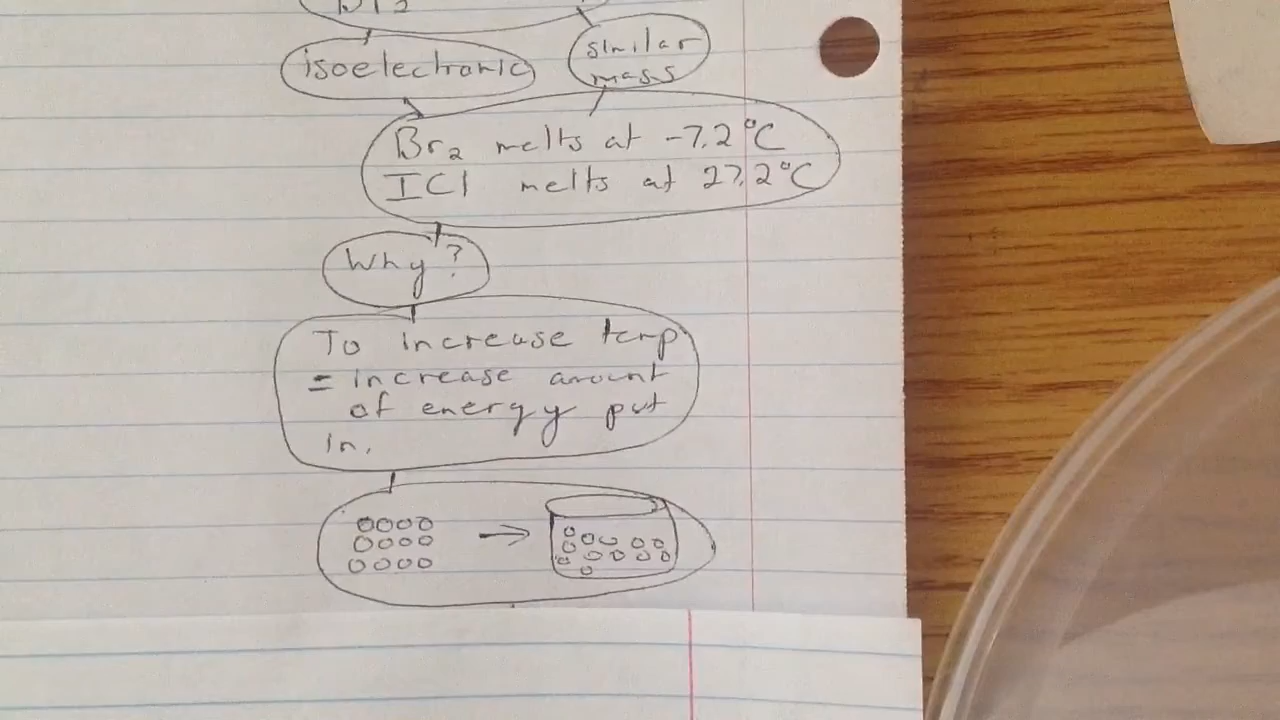 isoelectronic
similar
mass
Br₂ melts at -7.2°C
ICl melts at 27.2°C
Why?
To increase temp
= increase amount
of energy put
in.